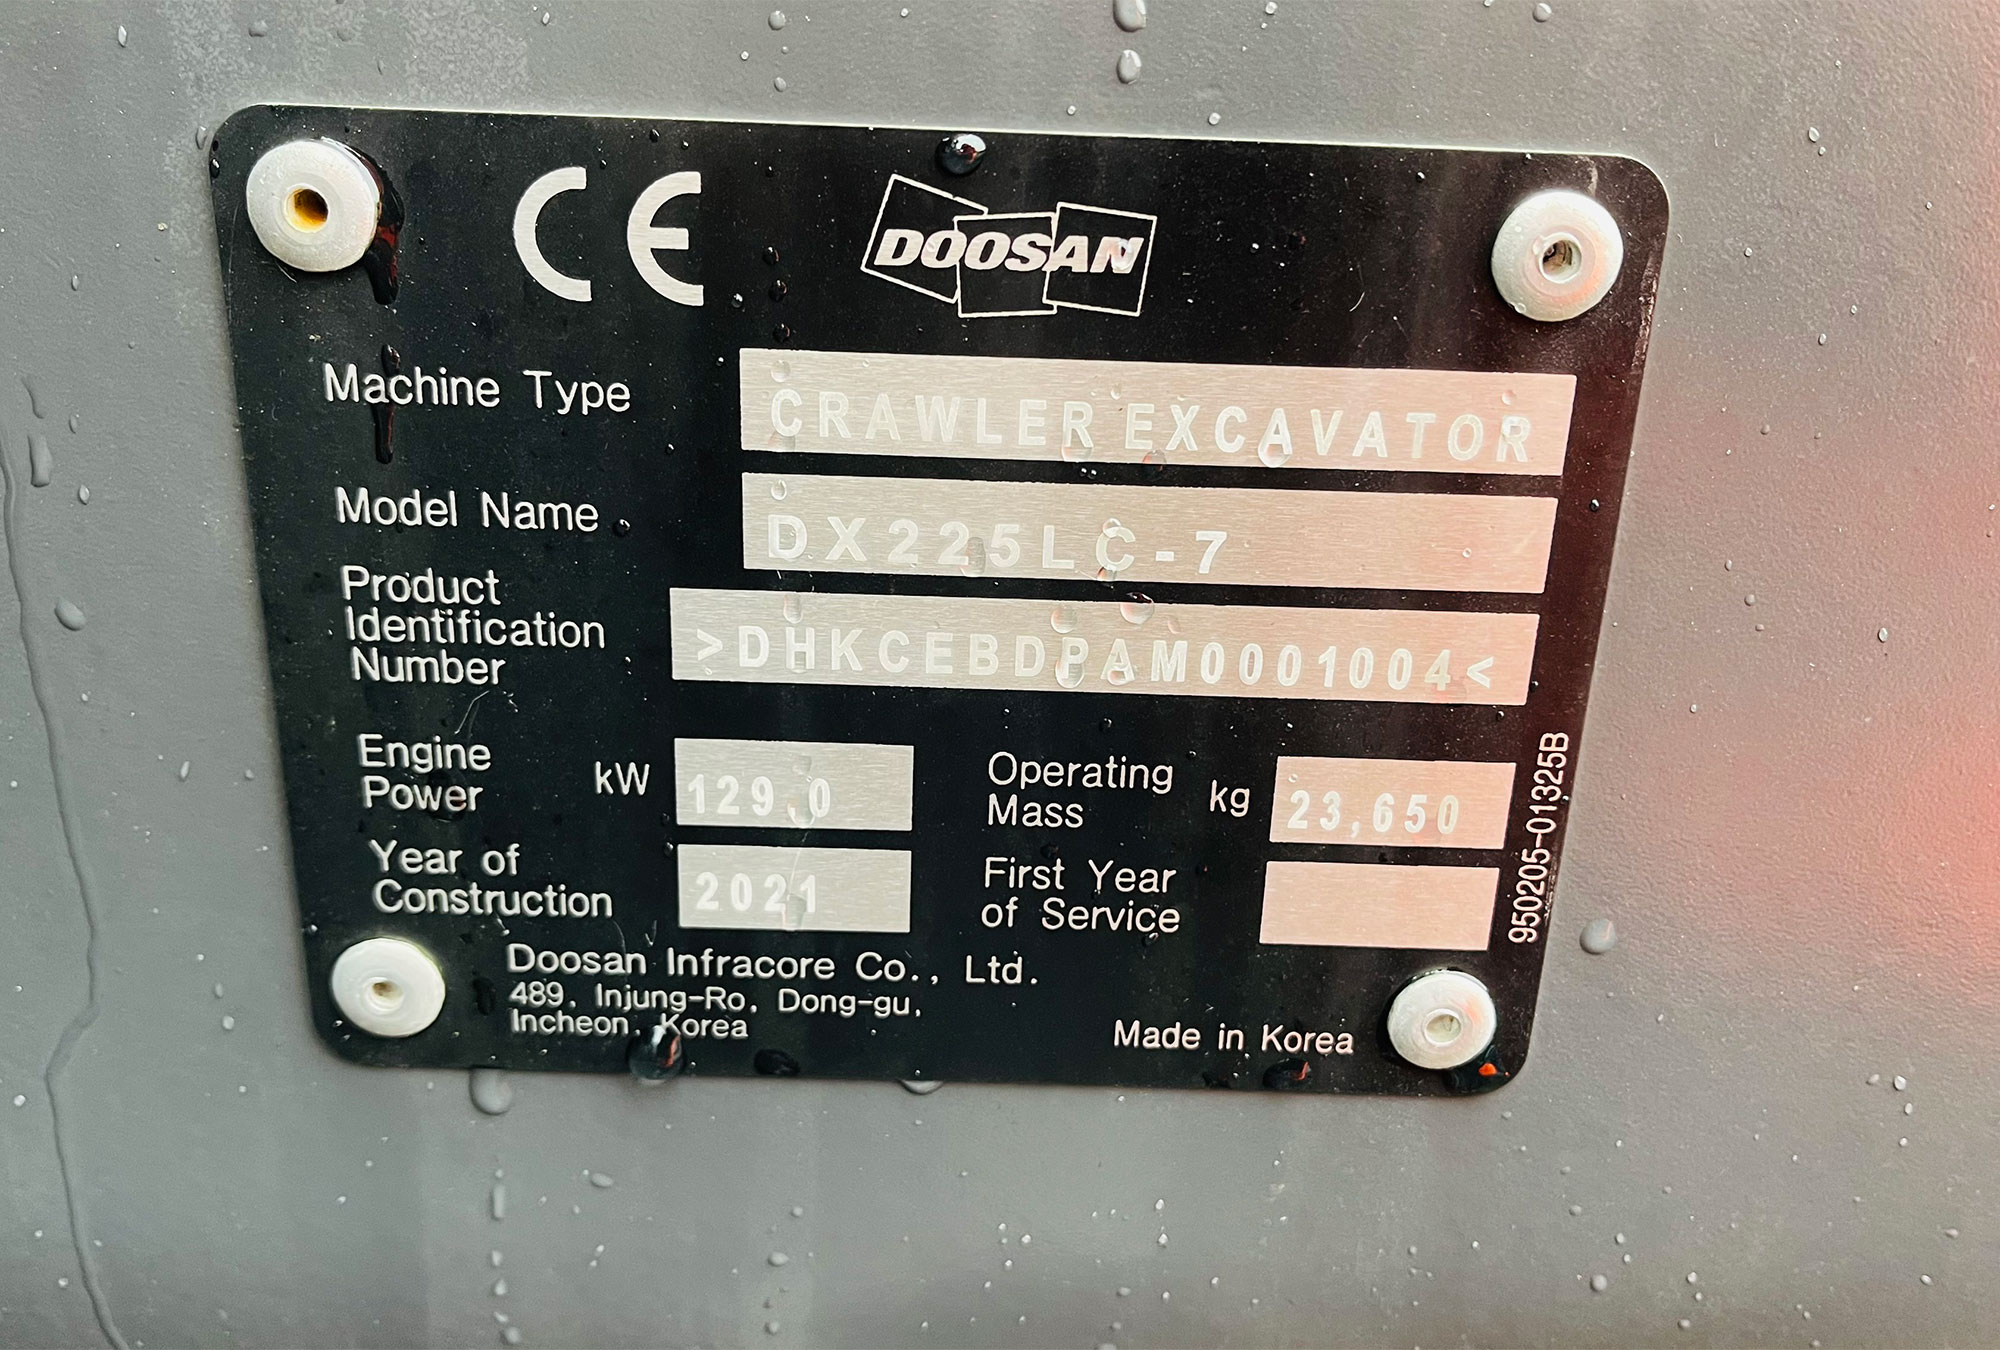 CE
DOOSAN
Machine Type CRAWLER EXCAVATOR
Model Name DX225LC-7
Product
Identification
Number >DHKCEBDPAM0001004<
Engine
Power kW 129.0
Operating
Mass kg 23,650
Year of
Construction 2021
First Year
of Service
950205-01325B
Doosan Infracore Co., Ltd.
489, Injung-Ro, Dong-gu,
Incheon, Korea
Made in Korea